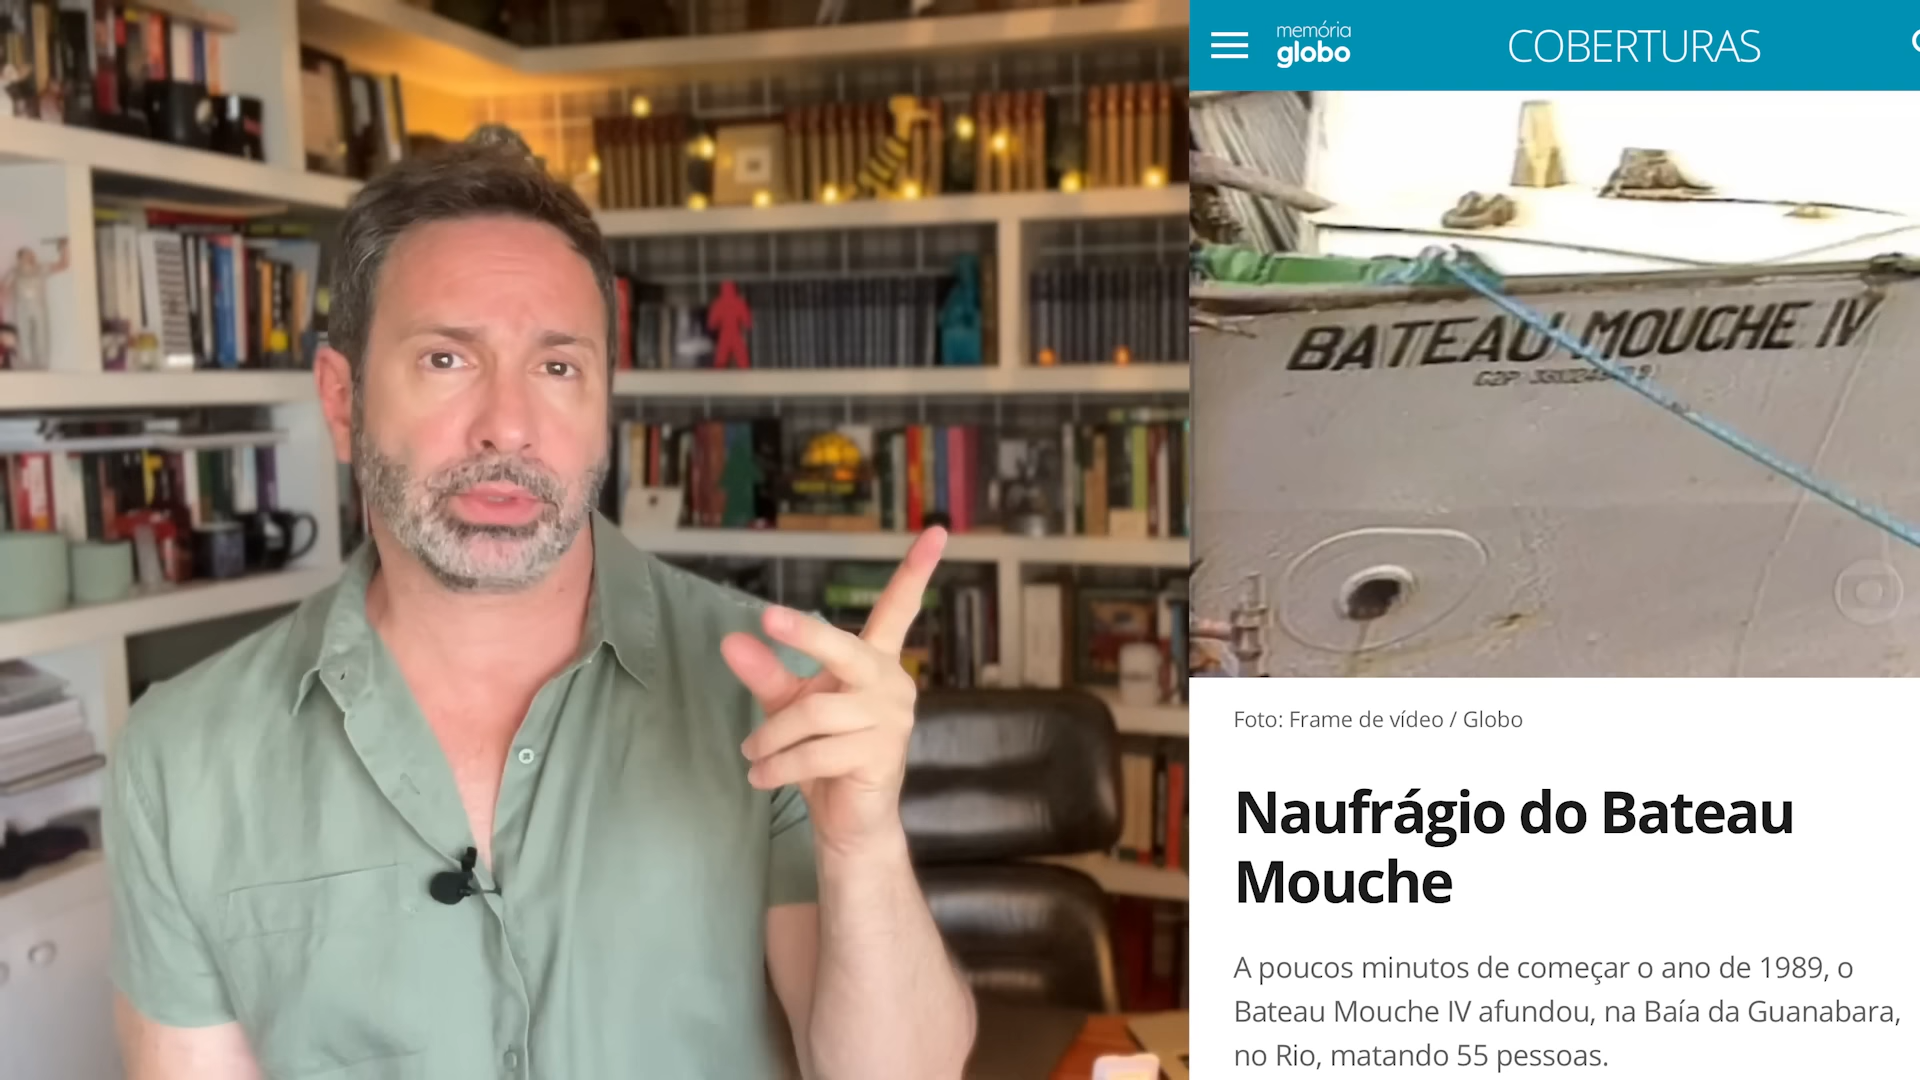 memória
globo
COBERTURAS
BATEAU MOUCHE IV
Foto: Frame de vídeo / Globo
Naufrágio do Bateau
Mouche
A poucos minutos de começar o ano de 1989, o
Bateau Mouche IV afundou, na Baía da Guanabara,
no Rio, matando 55 pessoas.